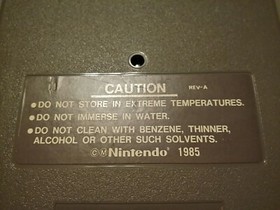 CAUTION REV-A
●DO NOT STORE IN EXTREME TEMPERATURES.
●DO NOT IMMERSE IN WATER.
●DO NOT CLEAN WITH BENZENE, THINNER,
ALCOHOL OR OTHER SUCH SOLVENTS.
©M Nintendo 1985